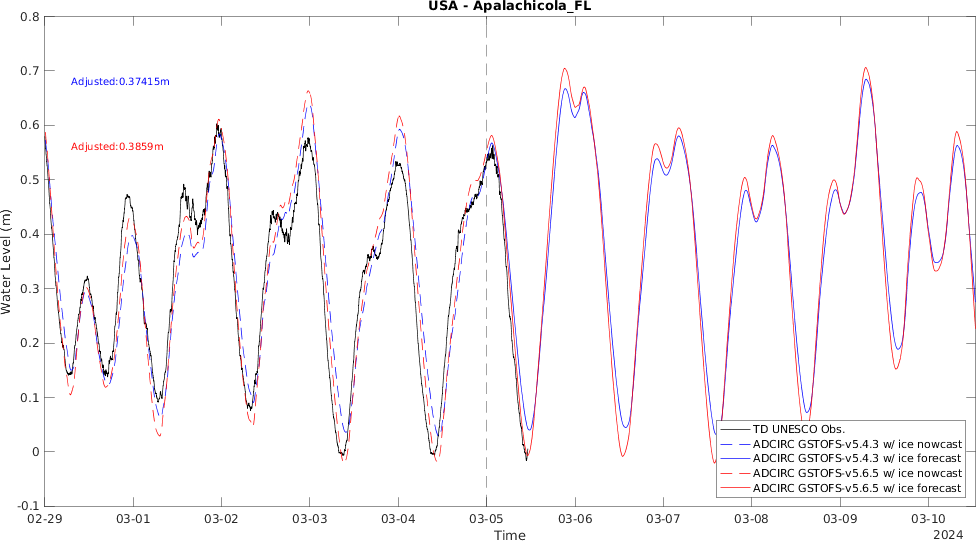 USA - Apalachicola_FL
0.8
0.7
Adjusted:0.37415m
0.6
Adjusted:0.3859m
0.5
0.4
Water Level (m)
0.3
0.2
0.1
0
-0.1
TD UNESCO Obs.
ADCIRC GSTOFS-v5.4.3 w/ ice nowcast
ADCIRC GSTOFS-v5.4.3 w/ ice forecast
ADCIRC GSTOFS-v5.6.5 w/ ice nowcast
ADCIRC GSTOFS-v5.6.5 w/ ice forecast
02-29 03-01 03-02 03-03 03-04 03-05 03-06 03-07 03-08 03-09 03-10
Time
2024